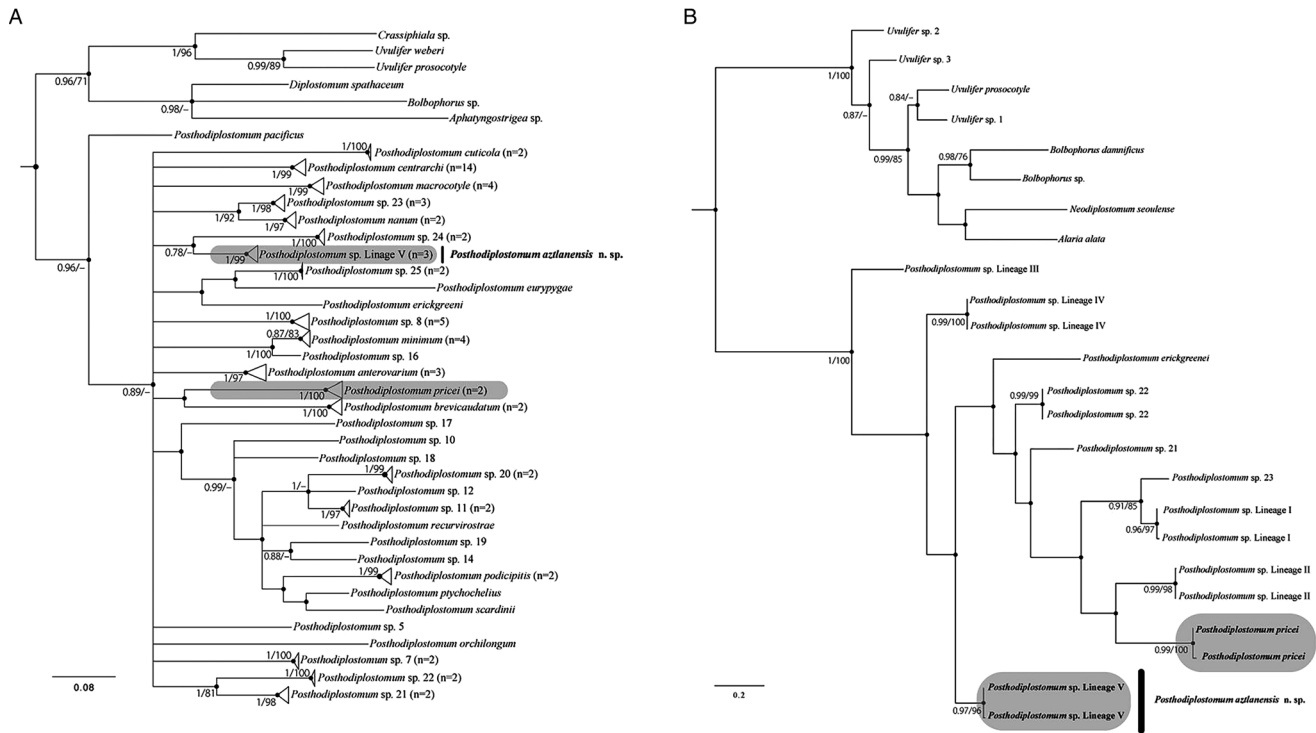 A
Crassiphiala sp.
1/96
Uvulifer weberi
0.99/89
Uvulifer prosocotyle
0.96/71
Diplostomum spathaceum
0.98/–
Bolbophorus sp.
Aphatyngostrigea sp.
Posthodiplostomum pacificus
1/100
Posthodiplostomum cuticola (n=2)
Posthodiplostomum centrarchi (n=14)
1/99
Posthodiplostomum macrocotyle (n=4)
1/99
Posthodiplostomum sp. 23 (n=3)
1/98
1/92
Posthodiplostomum nanum (n=2)
1/97
Posthodiplostomum sp. 24 (n=2)
1/100
0.78/–
Posthodiplostomum sp. Linage V (n=3)
Posthodiplostomum aztlanensis n. sp.
1/99
0.96/–
Posthodiplostomum sp. 25 (n=2)
1/100
Posthodiplostomum eurypygae
Posthodiplostomum erickgreeni
Posthodiplostomum sp. 8 (n=5)
1/100
0.87/83
Posthodiplostomum minimum (n=4)
1/100
Posthodiplostomum sp. 16
Posthodiplostomum anterovarium (n=3)
1/97
0.89/–
Posthodiplostomum pricei (n=2)
1/100
Posthodiplostomum brevicaudatum (n=2)
1/100
Posthodiplostomum sp. 17
Posthodiplostomum sp. 10
Posthodiplostomum sp. 18
0.99/–
1/99
Posthodiplostomum sp. 20 (n=2)
1/–
Posthodiplostomum sp. 12
Posthodiplostomum sp. 11 (n=2)
1/97
Posthodiplostomum recurvirostrae
Posthodiplostomum sp. 19
0.88/–
Posthodiplostomum sp. 14
1/99
Posthodiplostomum podicipitis (n=2)
Posthodiplostomum ptychochelius
Posthodiplostomum scardinii
Posthodiplostomum sp. 5
Posthodiplostomum orchilongum
1/100
Posthodiplostomum sp. 7 (n=2)
1/100
Posthodiplostomum sp. 22 (n=2)
1/81
Posthodiplostomum sp. 21 (n=2)
1/98
0.08
B
Uvulifer sp. 2
Uvulifer sp. 3
1/100
Uvulifer prosocotyle
0.84/–
0.87/–
Uvulifer sp. 1
0.99/85
Bolbophorus damnificus
0.98/76
Bolbophorus sp.
Neodiplostomum seoulense
Alaria alata
Posthodiplostomum sp. Lineage III
Posthodiplostomum sp. Lineage IV
0.99/100
Posthodiplostomum sp. Lineage IV
1/100
Posthodiplostomum erickgreenei
0.99/99
Posthodiplostomum sp. 22
Posthodiplostomum sp. 22
Posthodiplostomum sp. 21
Posthodiplostomum sp. 23
0.91/85
Posthodiplostomum sp. Lineage I
0.96/97
Posthodiplostomum sp. Lineage I
Posthodiplostomum sp. Lineage II
0.99/98
Posthodiplostomum sp. Lineage II
Posthodiplostomum pricei
0.99/100
Posthodiplostomum pricei
Posthodiplostomum sp. Lineage V
Posthodiplostomum aztlanensis n. sp.
0.97/96
Posthodiplostomum sp. Lineage V
0.2